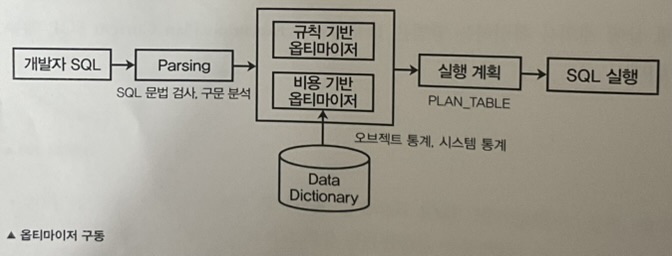 개발자 SQL
Parsing
SQL 문법 검사, 구문 분석
규칙 기반
옵티마이저
비용 기반
옵티마이저
실행 계획
PLAN_TABLE
SQL 실행
오브젝트 통계, 시스템 통계
Data
Dictionary
▲ 옵티마이저 구동